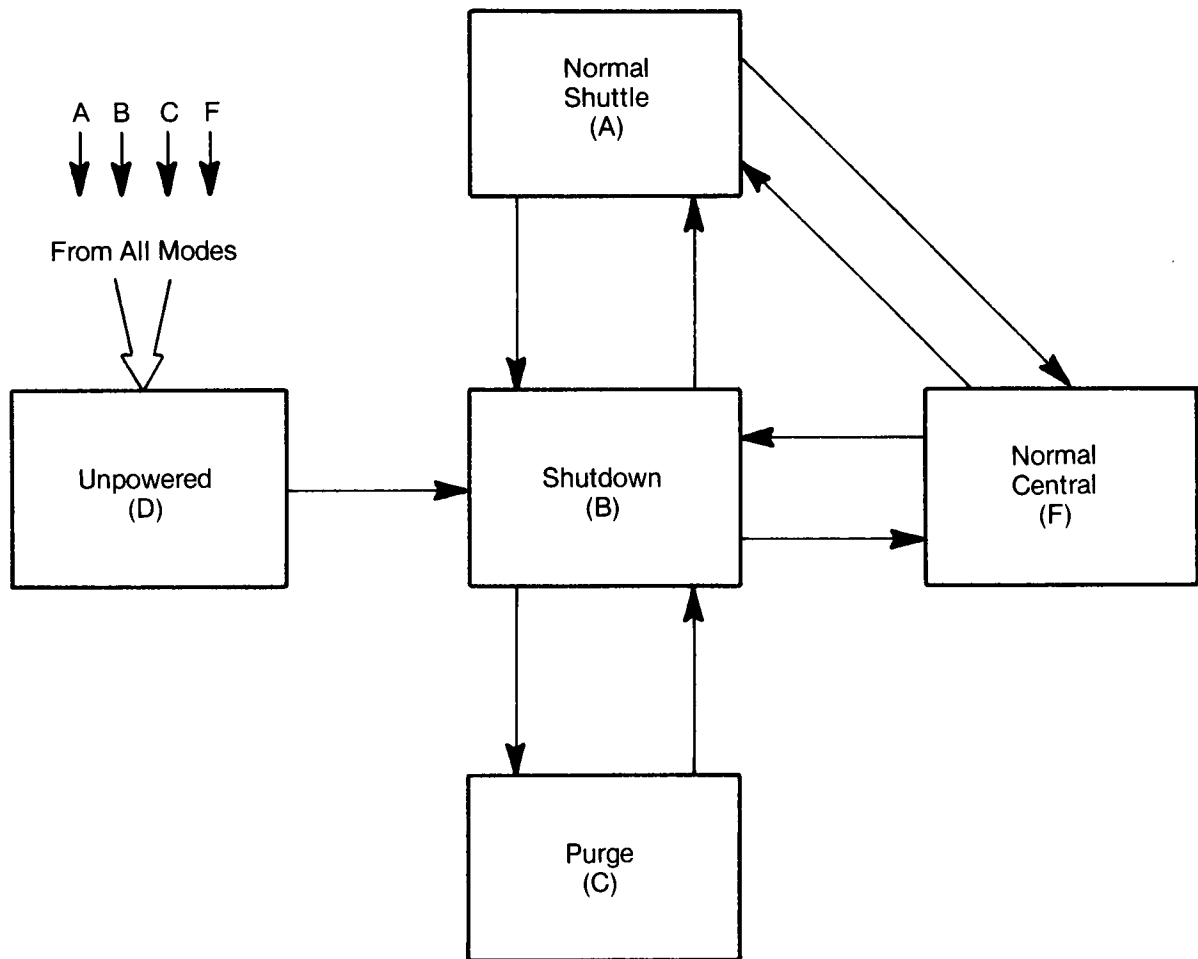 Normal
Shuttle
(A)
A B C F
From All Modes
Unpowered
(D)
Shutdown
(B)
Normal
Central
(F)
Purge
(C)